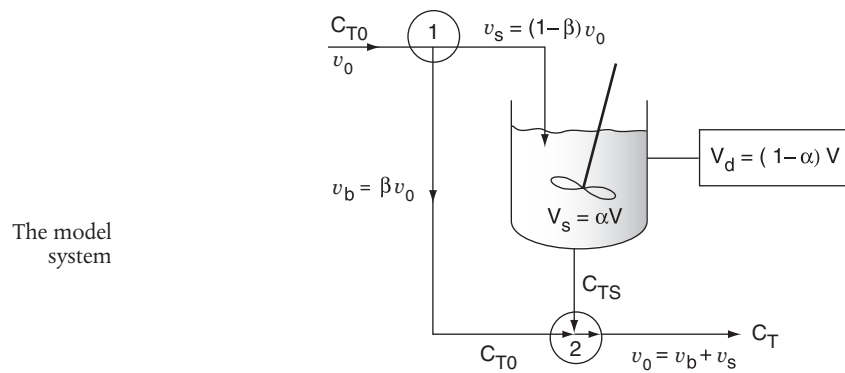 C_T0
v_0
1
v_s = (1–β) v_0
v_b = βv_0
V_d = ( 1–α) V
V_s = αV
The model
system
C_TS
C_T0
2
C_T
v_0 = v_b + v_s